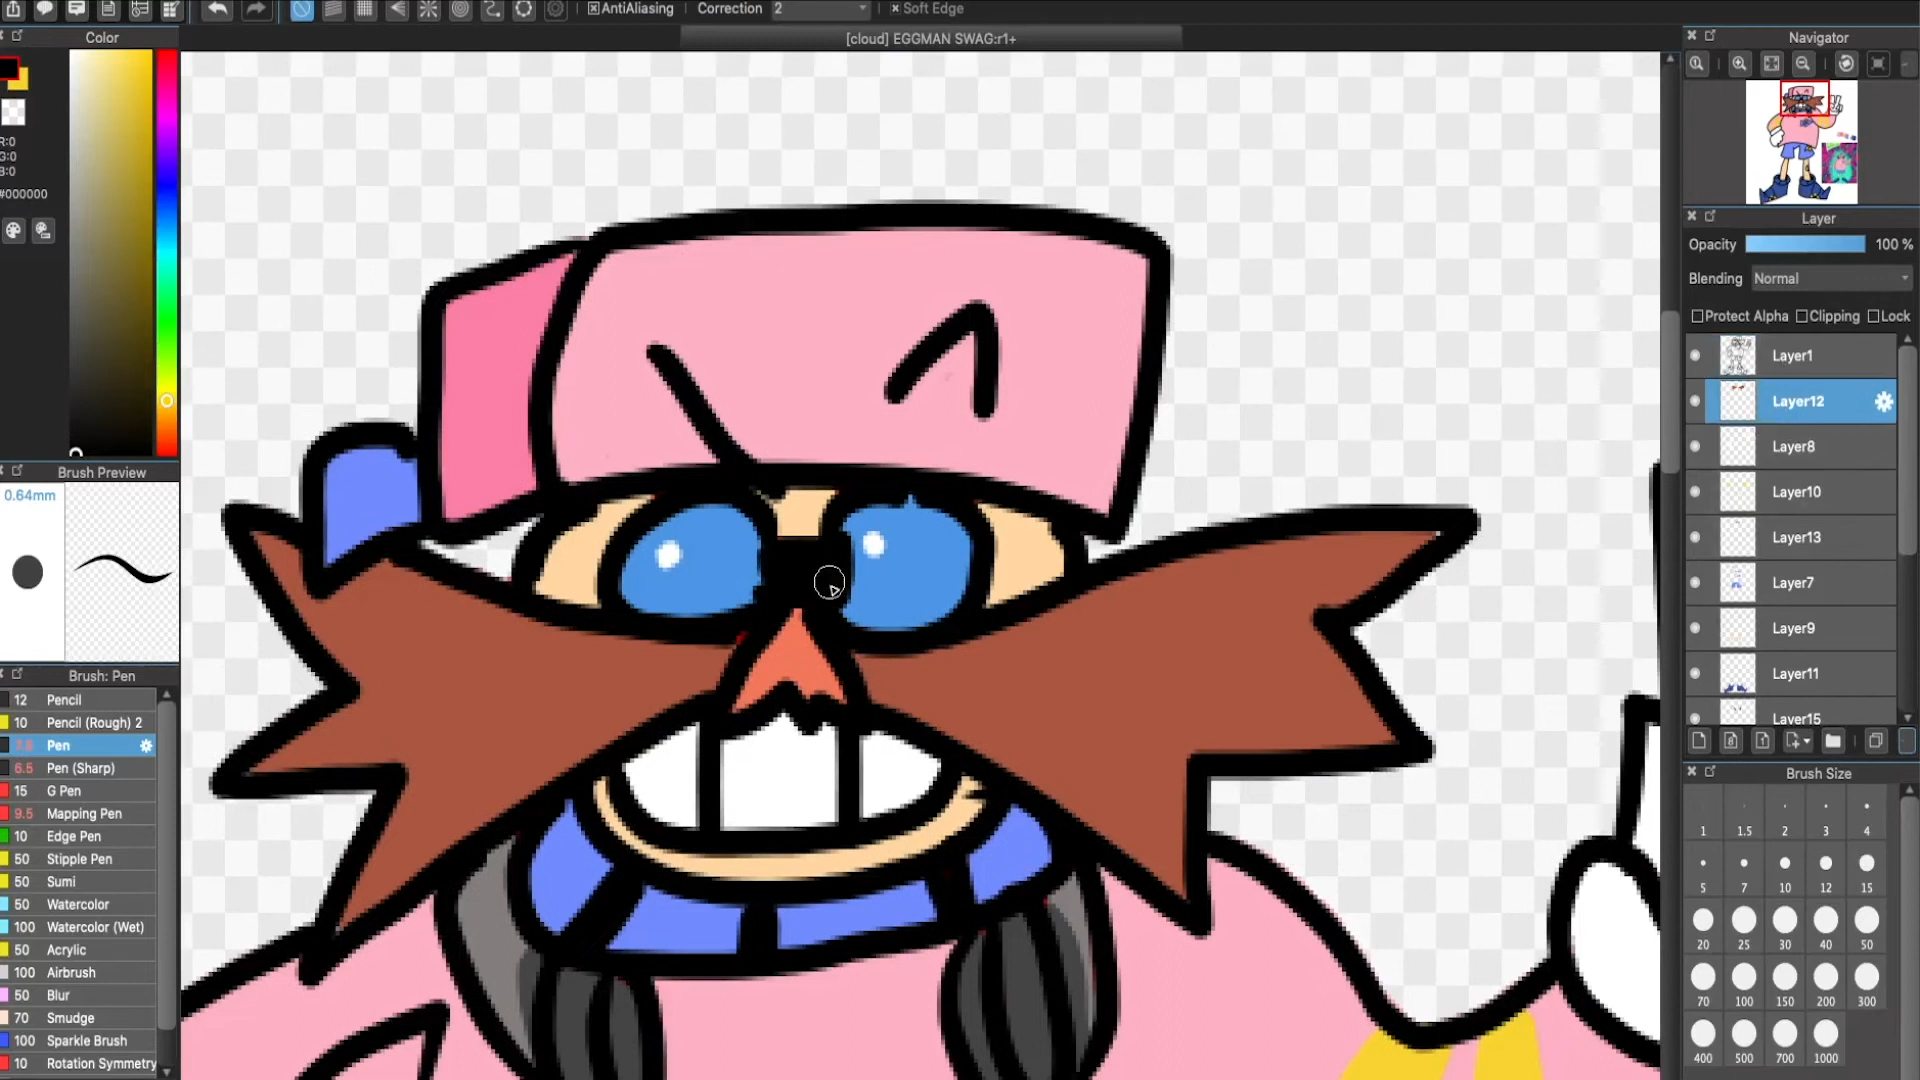 AntiAliasing Correction 2 Soft Edge
[cloud] EGGMAN SWAG:r1+
Color
R:0
G:0
B:0
#000000
Brush Preview
0.64mm
Brush: Pen
12 Pencil
10 Pencil (Rough) 2
7.5 Pen
6.5 Pen (Sharp)
15 G Pen
9.5 Mapping Pen
10 Edge Pen
50 Stipple Pen
50 Sumi
50 Watercolor
100 Watercolor (Wet)
50 Acrylic
100 Airbrush
50 Blur
70 Smudge
100 Sparkle Brush
10 Rotation Symmetry
Navigator
Layer
Opacity 100 %
Blending Normal
Protect Alpha Clipping Lock
Layer1
Layer12
Layer8
Layer10
Layer13
Layer7
Layer9
Layer11
Layer15
Brush Size
1 1.5 2 3 4
5 7 10 12 15
20 25 30 40 50
70 100 150 200 300
400 500 700 1000